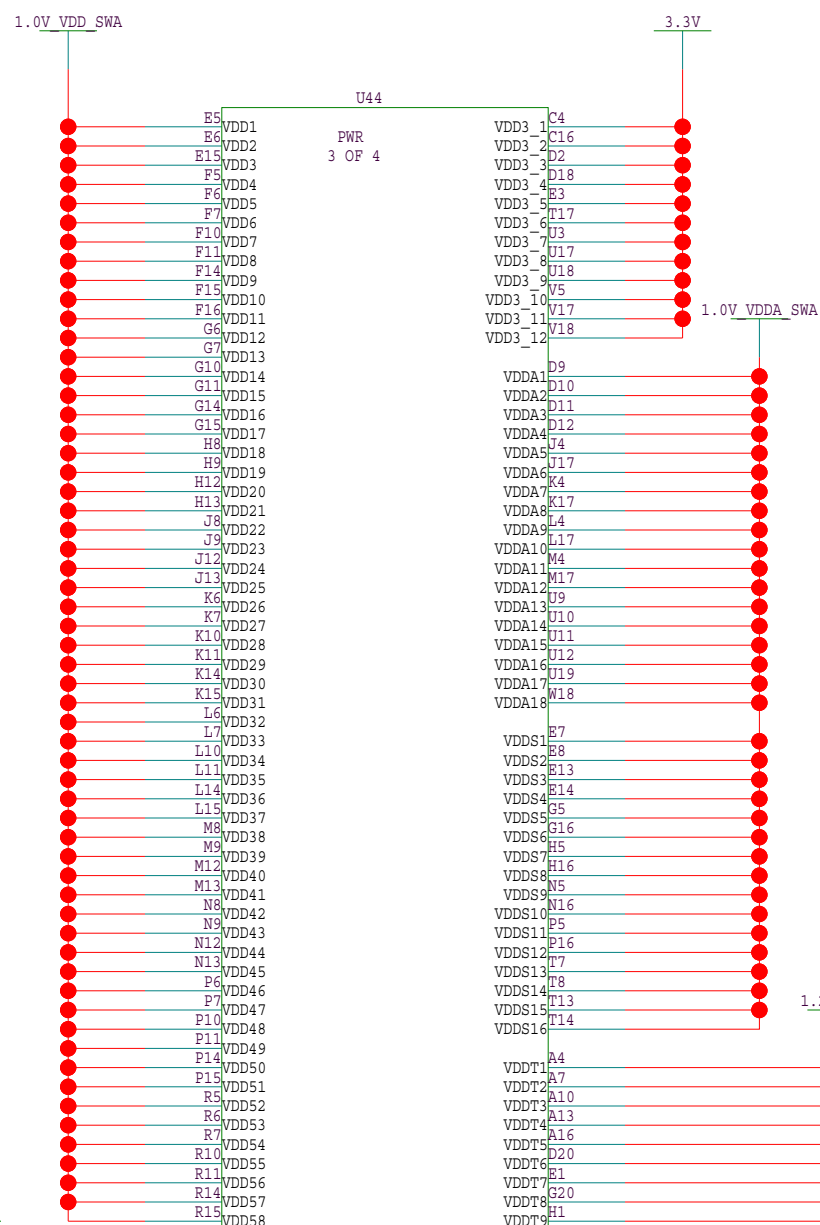 1.0V_VDD_SWA
3.3V
U44
PWR
3 OF 4
E5 VDD1
E6 VDD2
E15 VDD3
F5 VDD4
F6 VDD5
F7 VDD6
F10 VDD7
F11 VDD8
F14 VDD9
F15 VDD10
F16 VDD11
G6 VDD12
G7 VDD13
G10 VDD14
G11 VDD15
G14 VDD16
G15 VDD17
H8 VDD18
H9 VDD19
H12 VDD20
H13 VDD21
J8 VDD22
J9 VDD23
J12 VDD24
J13 VDD25
K6 VDD26
K7 VDD27
K10 VDD28
K11 VDD29
K14 VDD30
K15 VDD31
L6 VDD32
L7 VDD33
L10 VDD34
L11 VDD35
L14 VDD36
L15 VDD37
M8 VDD38
M9 VDD39
M12 VDD40
M13 VDD41
N8 VDD42
N9 VDD43
N12 VDD44
N13 VDD45
P6 VDD46
P7 VDD47
P10 VDD48
P11 VDD49
P14 VDD50
P15 VDD51
R5 VDD52
R6 VDD53
R7 VDD54
R10 VDD55
R11 VDD56
R14 VDD57
R15 VDD58
VDD3_1 C4
VDD3_2 C16
VDD3_3 D2
VDD3_4 D18
VDD3_5 E3
VDD3_6 T17
VDD3_7 U3
VDD3_8 U17
VDD3_9 U18
VDD3_10 V5
VDD3_11 V17
VDD3_12 V18
1.0V_VDDA_SWA
VDDA1 D9
VDDA2 D10
VDDA3 D11
VDDA4 D12
VDDA5 J4
VDDA6 J17
VDDA7 K4
VDDA8 K17
VDDA9 L4
VDDA10 L17
VDDA11 M4
VDDA12 M17
VDDA13 U9
VDDA14 U10
VDDA15 U11
VDDA16 U12
VDDA17 U19
VDDA18 W18
VDDS1 E7
VDDS2 E8
VDDS3 E13
VDDS4 E14
VDDS5 G5
VDDS6 G16
VDDS7 H5
VDDS8 H16
VDDS9 N5
VDDS10 N16
VDDS11 P5
VDDS12 P16
VDDS13 T7
VDDS14 T8
VDDS15 T13
VDDS16 T14
VDDT1 A4
VDDT2 A7
VDDT3 A10
VDDT4 A13
VDDT5 A16
VDDT6 D20
VDDT7 E1
VDDT8 G20
VDDT9 H1